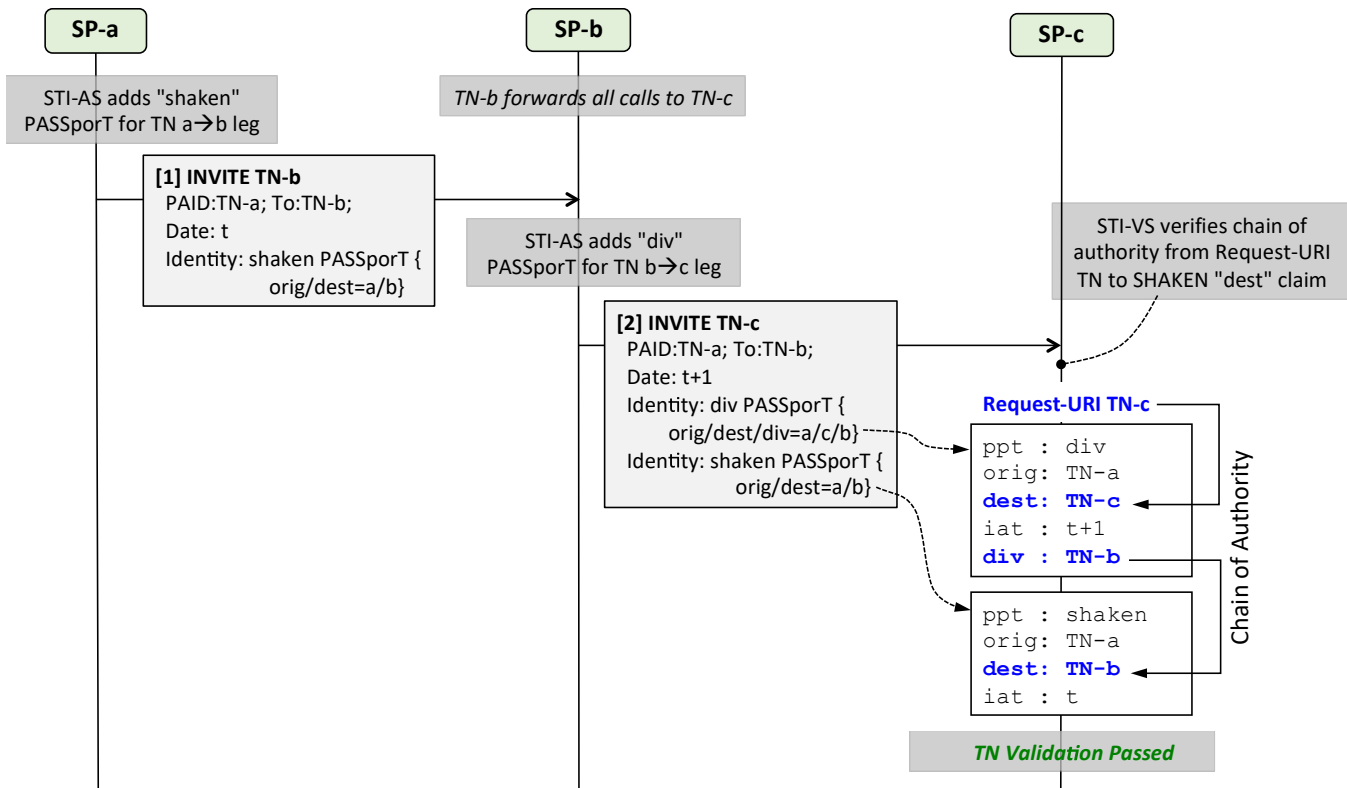 SP-a
SP-b
SP-c
STI-AS adds "shaken"
PASSporT for TN a→b leg
TN-b forwards all calls to TN-c
[1] INVITE TN-b
PAID:TN-a; To:TN-b;
Date: t
Identity: shaken PASSporT {
orig/dest=a/b}
STI-AS adds "div"
PASSporT for TN b→c leg
STI-VS verifies chain of
authority from Request-URI
TN to SHAKEN "dest" claim
[2] INVITE TN-c
PAID:TN-a; To:TN-b;
Date: t+1
Identity: div PASSporT {
orig/dest/div=a/c/b}
Identity: shaken PASSporT {
orig/dest=a/b}
Request-URI TN-c
ppt : div
orig: TN-a
dest: TN-c
iat : t+1
div : TN-b
ppt : shaken
orig: TN-a
dest: TN-b
iat : t
Chain of Authority
TN Validation Passed